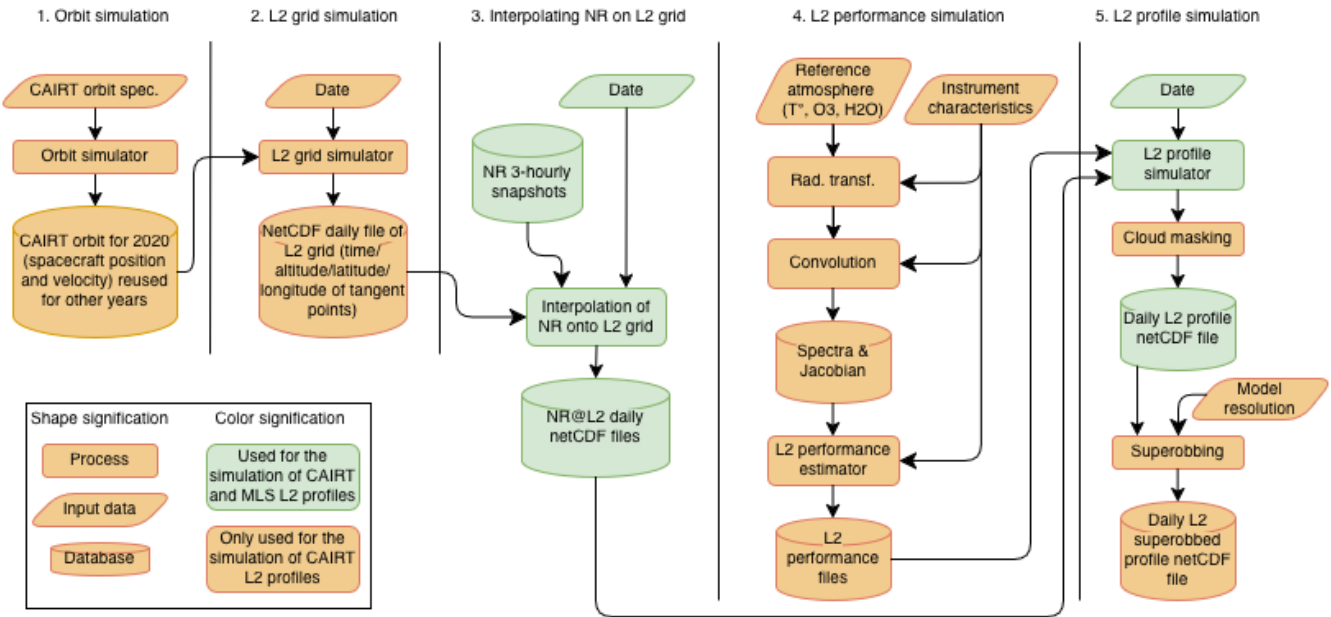 1. Orbit simulation
2. L2 grid simulation
3. Interpolating NR on L2 grid
4. L2 performance simulation
5. L2 profile simulation
CAIRT orbit spec.
Orbit simulator
CAIRT orbit for 2020
(spacecraft position
and velocity) reused
for other years
Date
L2 grid simulator
NetCDF daily file of
L2 grid (time/
altitude/latitude/
longitude of tangent
points)
Date
NR 3-hourly
snapshots
Interpolation of
NR onto L2 grid
NR@L2 daily
netCDF files
Reference
atmosphere
(T°, O3, H2O)
Instrument
characteristics
Rad. transf.
Convolution
Spectra &
Jacobian
L2 performance
estimator
L2
performance
files
Date
L2 profile
simulator
Cloud masking
Daily L2 profile
netCDF file
Model
resolution
Superobbing
Daily L2
superobbed
profile netCDF
file
Shape signification
Process
Input data
Database
Color signification
Used for the
simulation of CAIRT
and MLS L2 profiles
Only used for the
simulation of CAIRT
L2 profiles